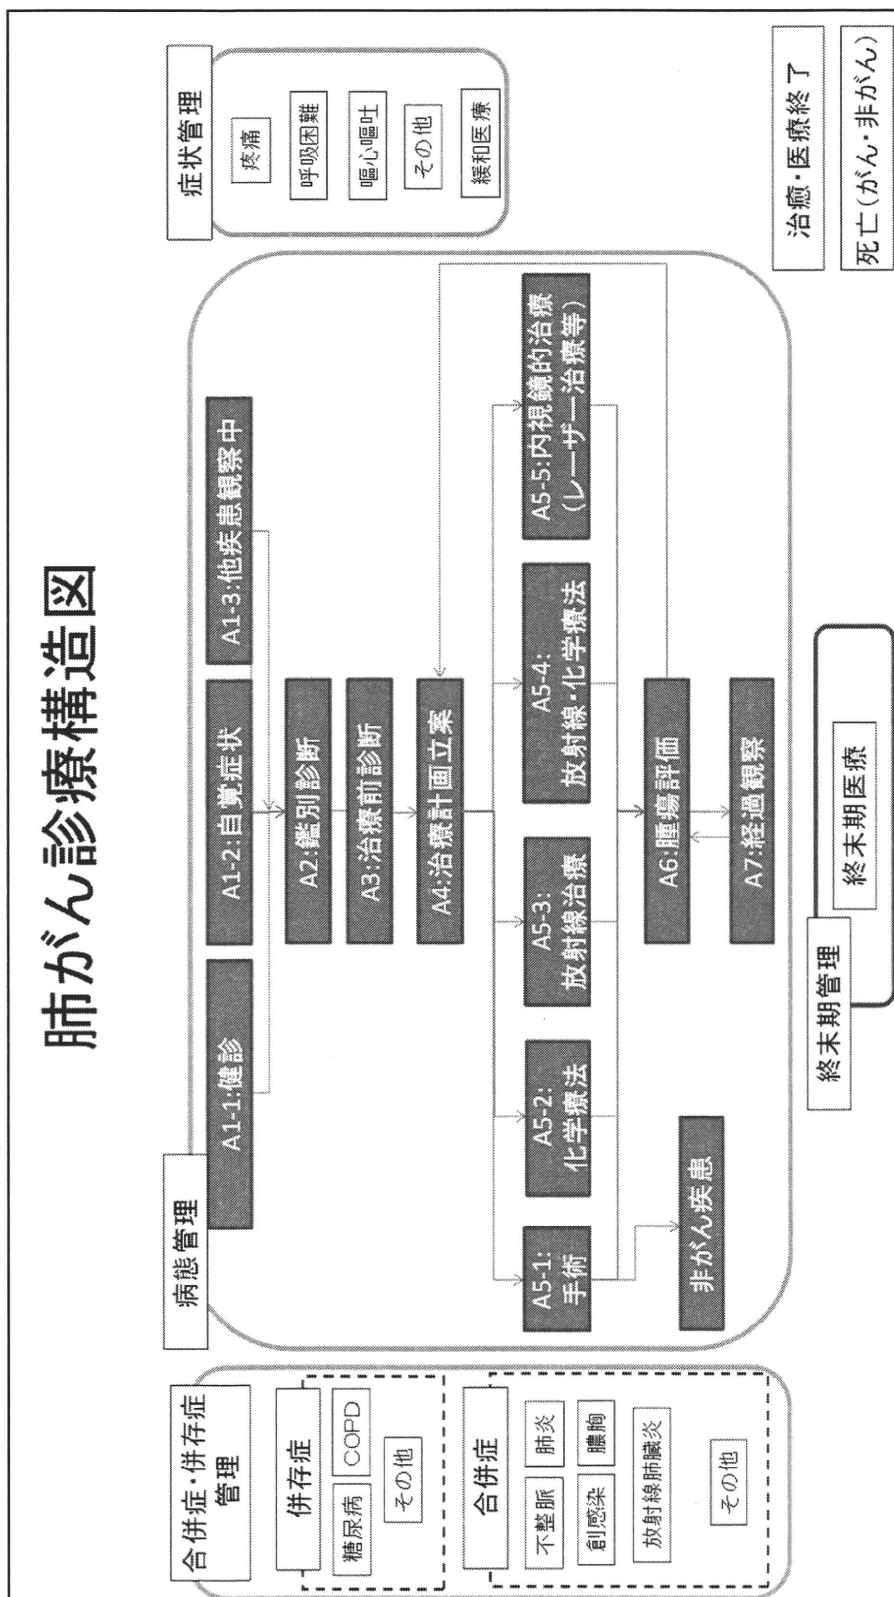 肺がん診療構造図
合併症・併存症
管理
併存症
糖尿病
COPD
その他
合併症
不整脈
肺炎
創感染
膿胸
放射線肺臓炎
その他
病態管理
A1-1:健診
A1-2:自覚症状
A1-3:他疾患観察中
A2:鑑別診断
A3:治療前診断
A4:治療計画立案
A5-1:
手術
A5-2:
化学療法
A5-3:
放射線治療
A5-4:
放射線・化学療法
A5-5:内視鏡的治療
(レーザー治療等)
非がん疾患
A6:腫瘍評価
A7:経過観察
症状管理
疼痛
呼吸困難
嘔心嘔吐
その他
緩和医療
終末期管理
終末期医療
治癒・医療終了
死亡(がん・非がん)